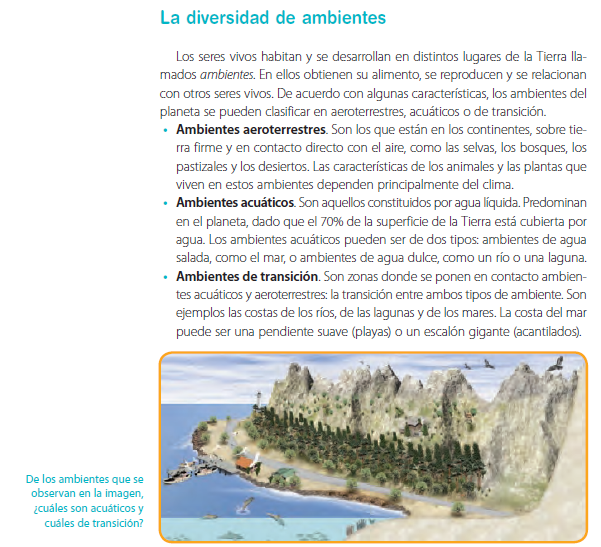 La diversidad de ambientes
Los seres vivos habitan y se desarrollan en distintos lugares de la Tierra lla-
mados ambientes. En ellos obtienen su alimento, se reproducen y se relacionan
con otros seres vivos. De acuerdo con algunas características, los ambientes del
planeta se pueden clasificar en aeroterrestres, acuáticos o de transición.
• Ambientes aeroterrestres. Son los que están en los continentes, sobre tie-
rra firme y en contacto directo con el aire, como las selvas, los bosques, los
pastizales y los desiertos. Las características de los animales y las plantas que
viven en estos ambientes dependen principalmente del clima.
• Ambientes acuáticos. Son aquellos constituidos por agua líquida. Predominan
en el planeta, dado que el 70% de la superficie de la Tierra está cubierta por
agua. Los ambientes acuáticos pueden ser de dos tipos: ambientes de agua
salada, como el mar, o ambientes de agua dulce, como un río o una laguna.
• Ambientes de transición. Son zonas donde se ponen en contacto ambien-
tes acuáticos y aeroterrestres: la transición entre ambos tipos de ambiente. Son
ejemplos las costas de los ríos, de las lagunas y de los mares. La costa del mar
puede ser una pendiente suave (playas) o un escalón gigante (acantilados).
De los ambientes que se
observan en la imagen,
¿cuáles son acuáticos y
cuáles de transición?